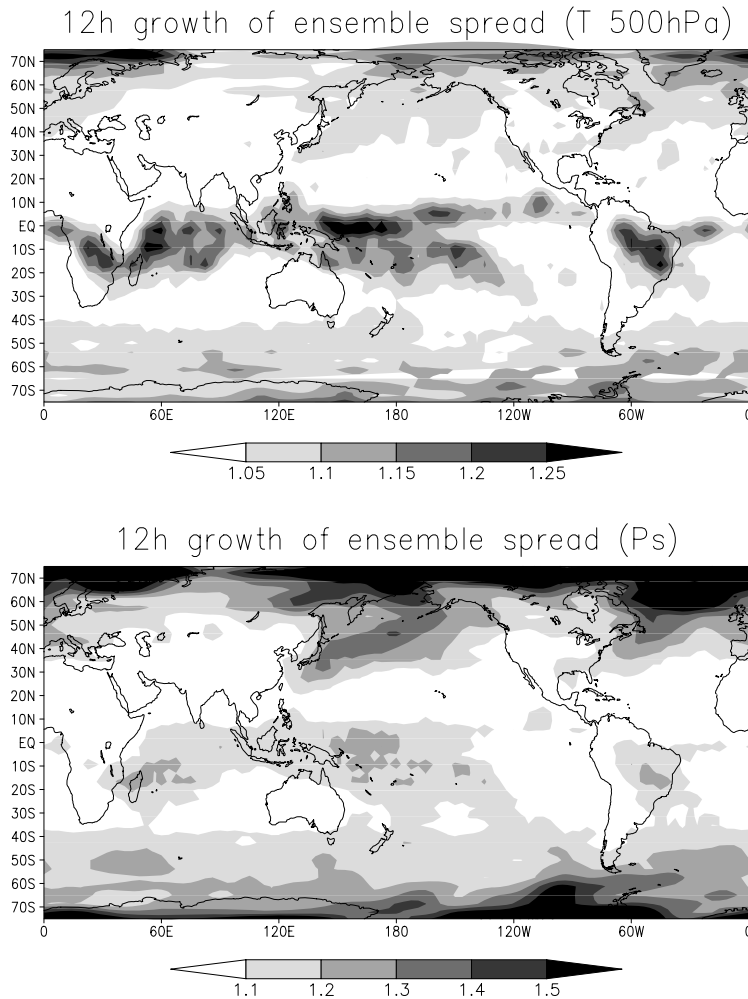 12h growth of ensemble spread (T 500hPa)
70N
60N
50N
40N
30N
20N
10N
EQ
10S
20S
30S
40S
50S
60S
70S
0 60E 120E 180 120W 60W 0
1.05 1.1 1.15 1.2 1.25
12h growth of ensemble spread (Ps)
70N
60N
50N
40N
30N
20N
10N
EQ
10S
20S
30S
40S
50S
60S
70S
0 60E 120E 180 120W 60W 0
1.1 1.2 1.3 1.4 1.5